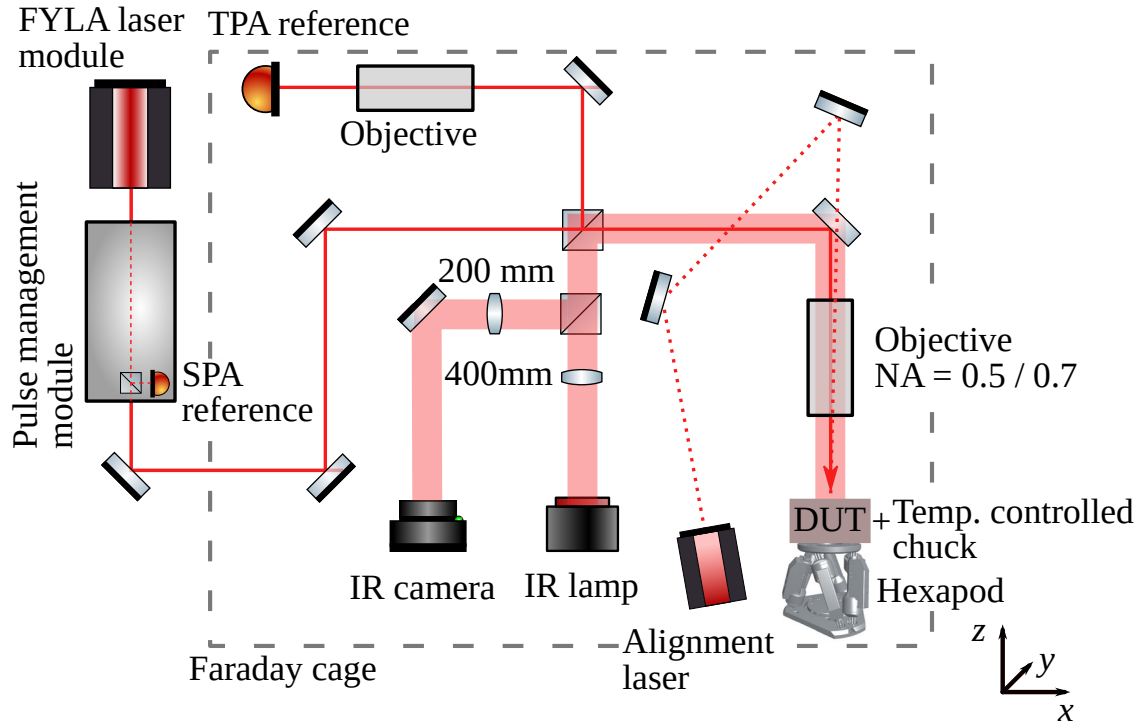 FYLA laser
module
TPA reference
Objective
Pulse management
module
SPA
reference
200 mm
400mm
Objective
NA = 0.5 / 0.7
DUT
+
Temp. controlled
chuck
Hexapod
IR camera
IR lamp
Alignment
laser
Faraday cage
z
y
x